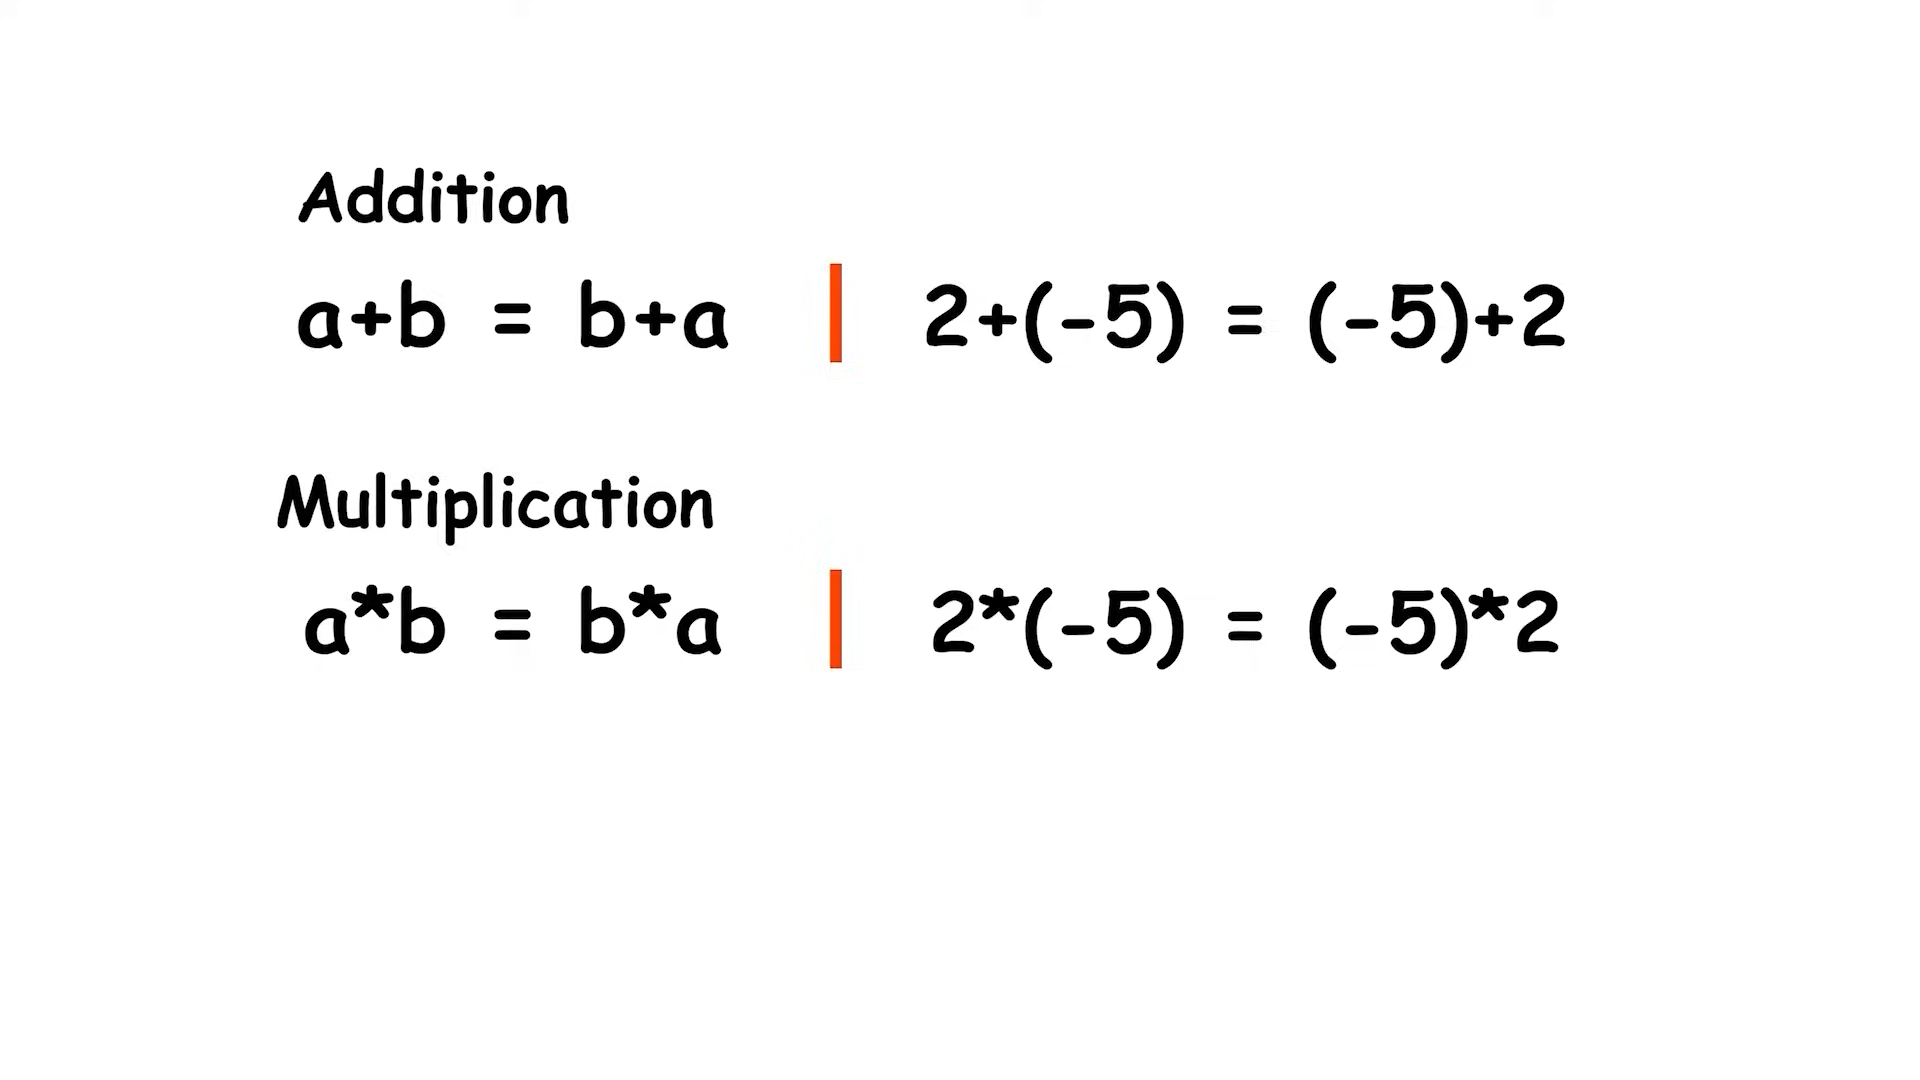 Addition
a+b = b+a | 2+(-5) = (-5)+2
Multiplication
a*b = b*a | 2*(-5) = (-5)*2